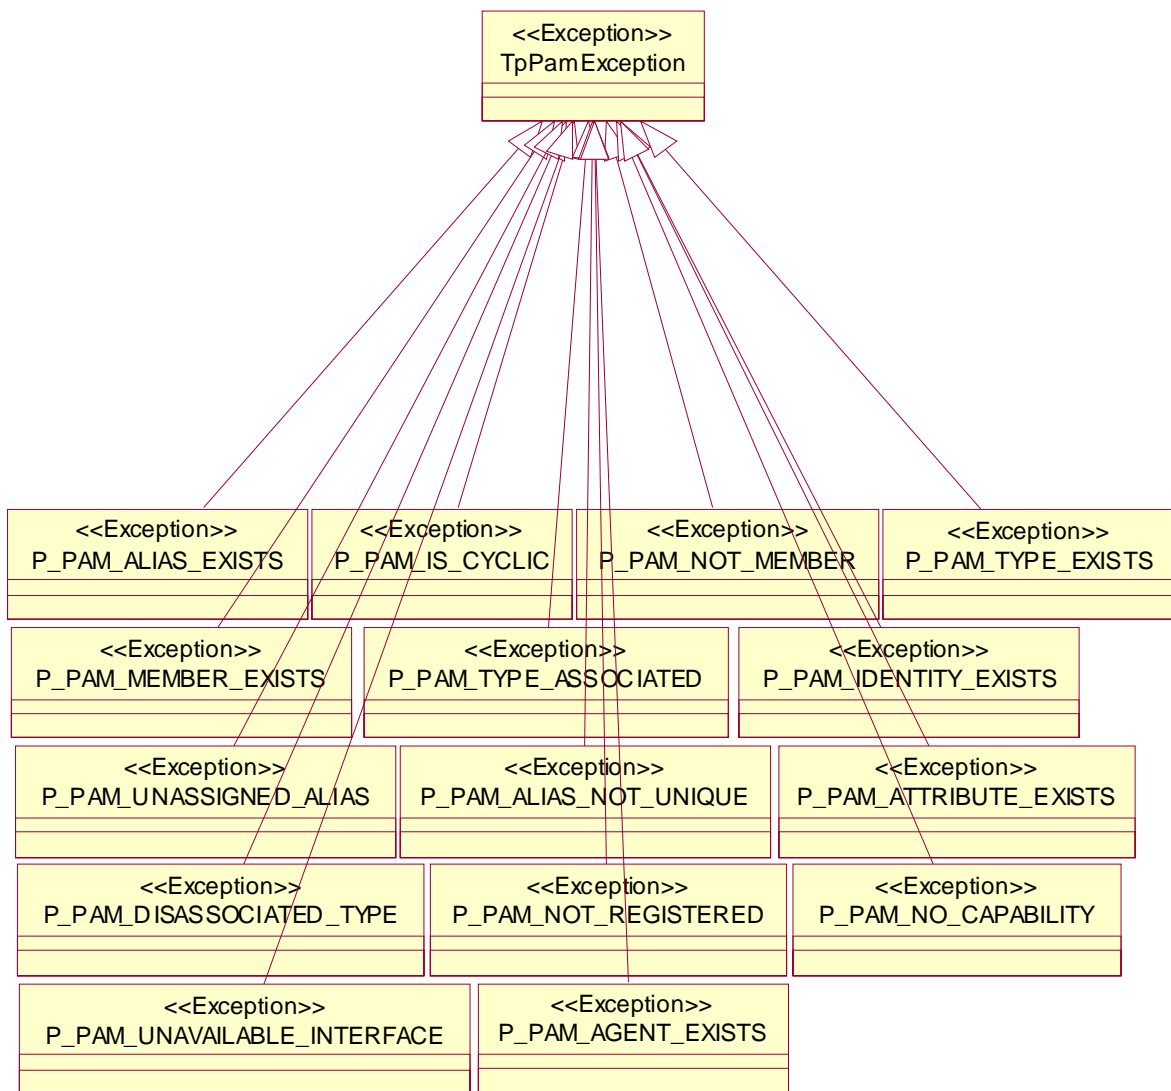 <<Exception>>
TpPamException
<<Exception>>
P_PAM_ALIAS_EXISTS
<<Exception>>
P_PAM_IS_CYCLIC
<<Exception>>
P_PAM_NOT_MEMBER
<<Exception>>
P_PAM_TYPE_EXISTS
<<Exception>>
P_PAM_MEMBER_EXISTS
<<Exception>>
P_PAM_TYPE_ASSOCIATED
<<Exception>>
P_PAM_IDENTITY_EXISTS
<<Exception>>
P_PAM_UNASSIGNED_ALIAS
<<Exception>>
P_PAM_ALIAS_NOT_UNIQUE
<<Exception>>
P_PAM_ATTRIBUTE_EXISTS
<<Exception>>
P_PAM_DISASSOCIATED_TYPE
<<Exception>>
P_PAM_NOT_REGISTERED
<<Exception>>
P_PAM_NO_CAPABILITY
<<Exception>>
P_PAM_UNAVAILABLE_INTERFACE
<<Exception>>
P_PAM_AGENT_EXISTS